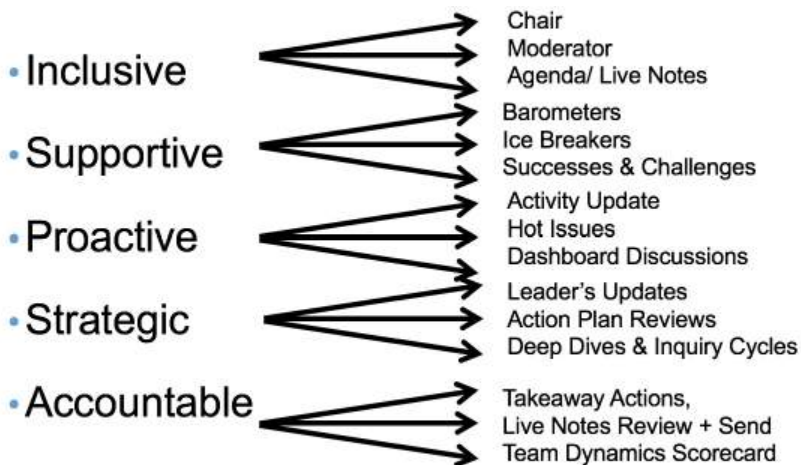 • Inclusive
Chair
Moderator
Agenda/ Live Notes
• Supportive
Barometers
Ice Breakers
Successes & Challenges
• Proactive
Activity Update
Hot Issues
Dashboard Discussions
• Strategic
Leader's Updates
Action Plan Reviews
Deep Dives & Inquiry Cycles
• Accountable
Takeaway Actions,
Live Notes Review + Send
Team Dynamics Scorecard